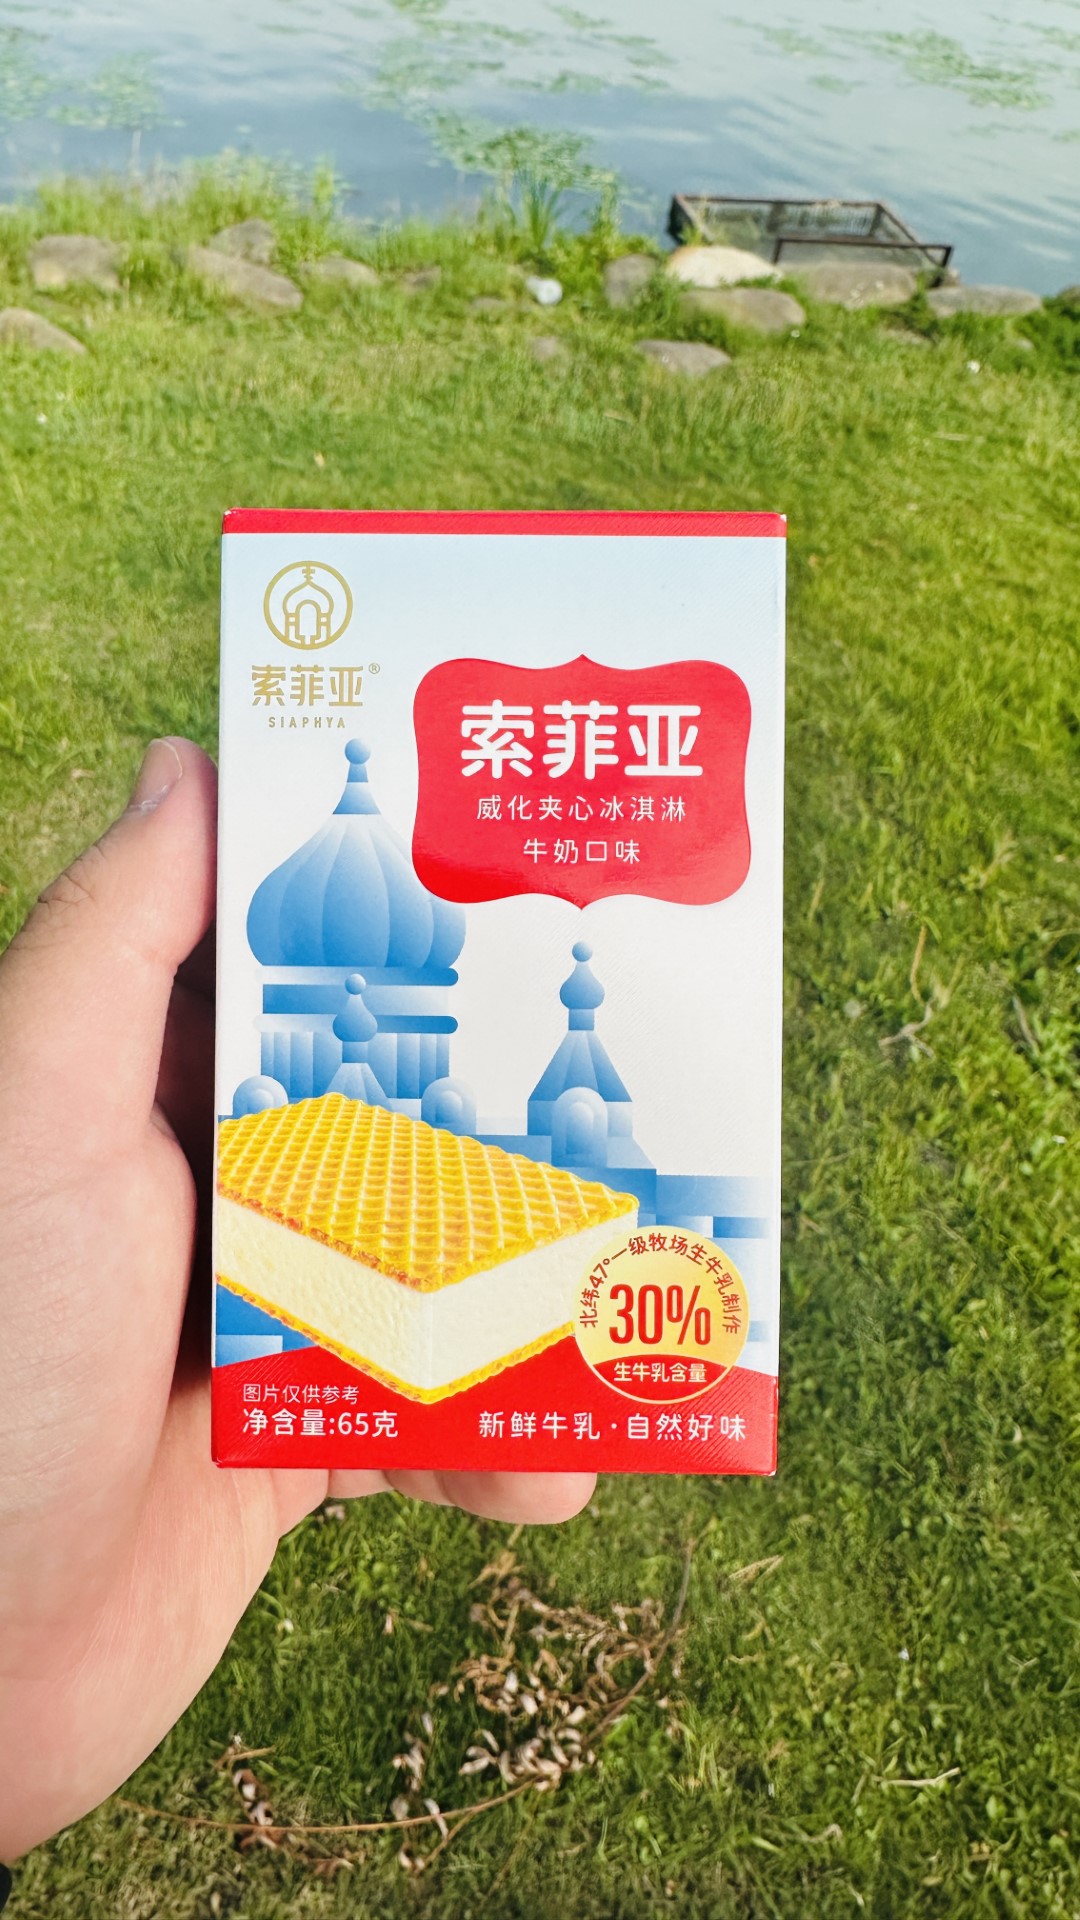 索菲亚®
SIAPHYA
索菲亚
威化夹心冰淇淋
牛奶口味
北纬47°一级牧场生牛乳制作
30%
生牛乳含量
图片仅供参考
净含量:65克
新鲜牛乳·自然好味